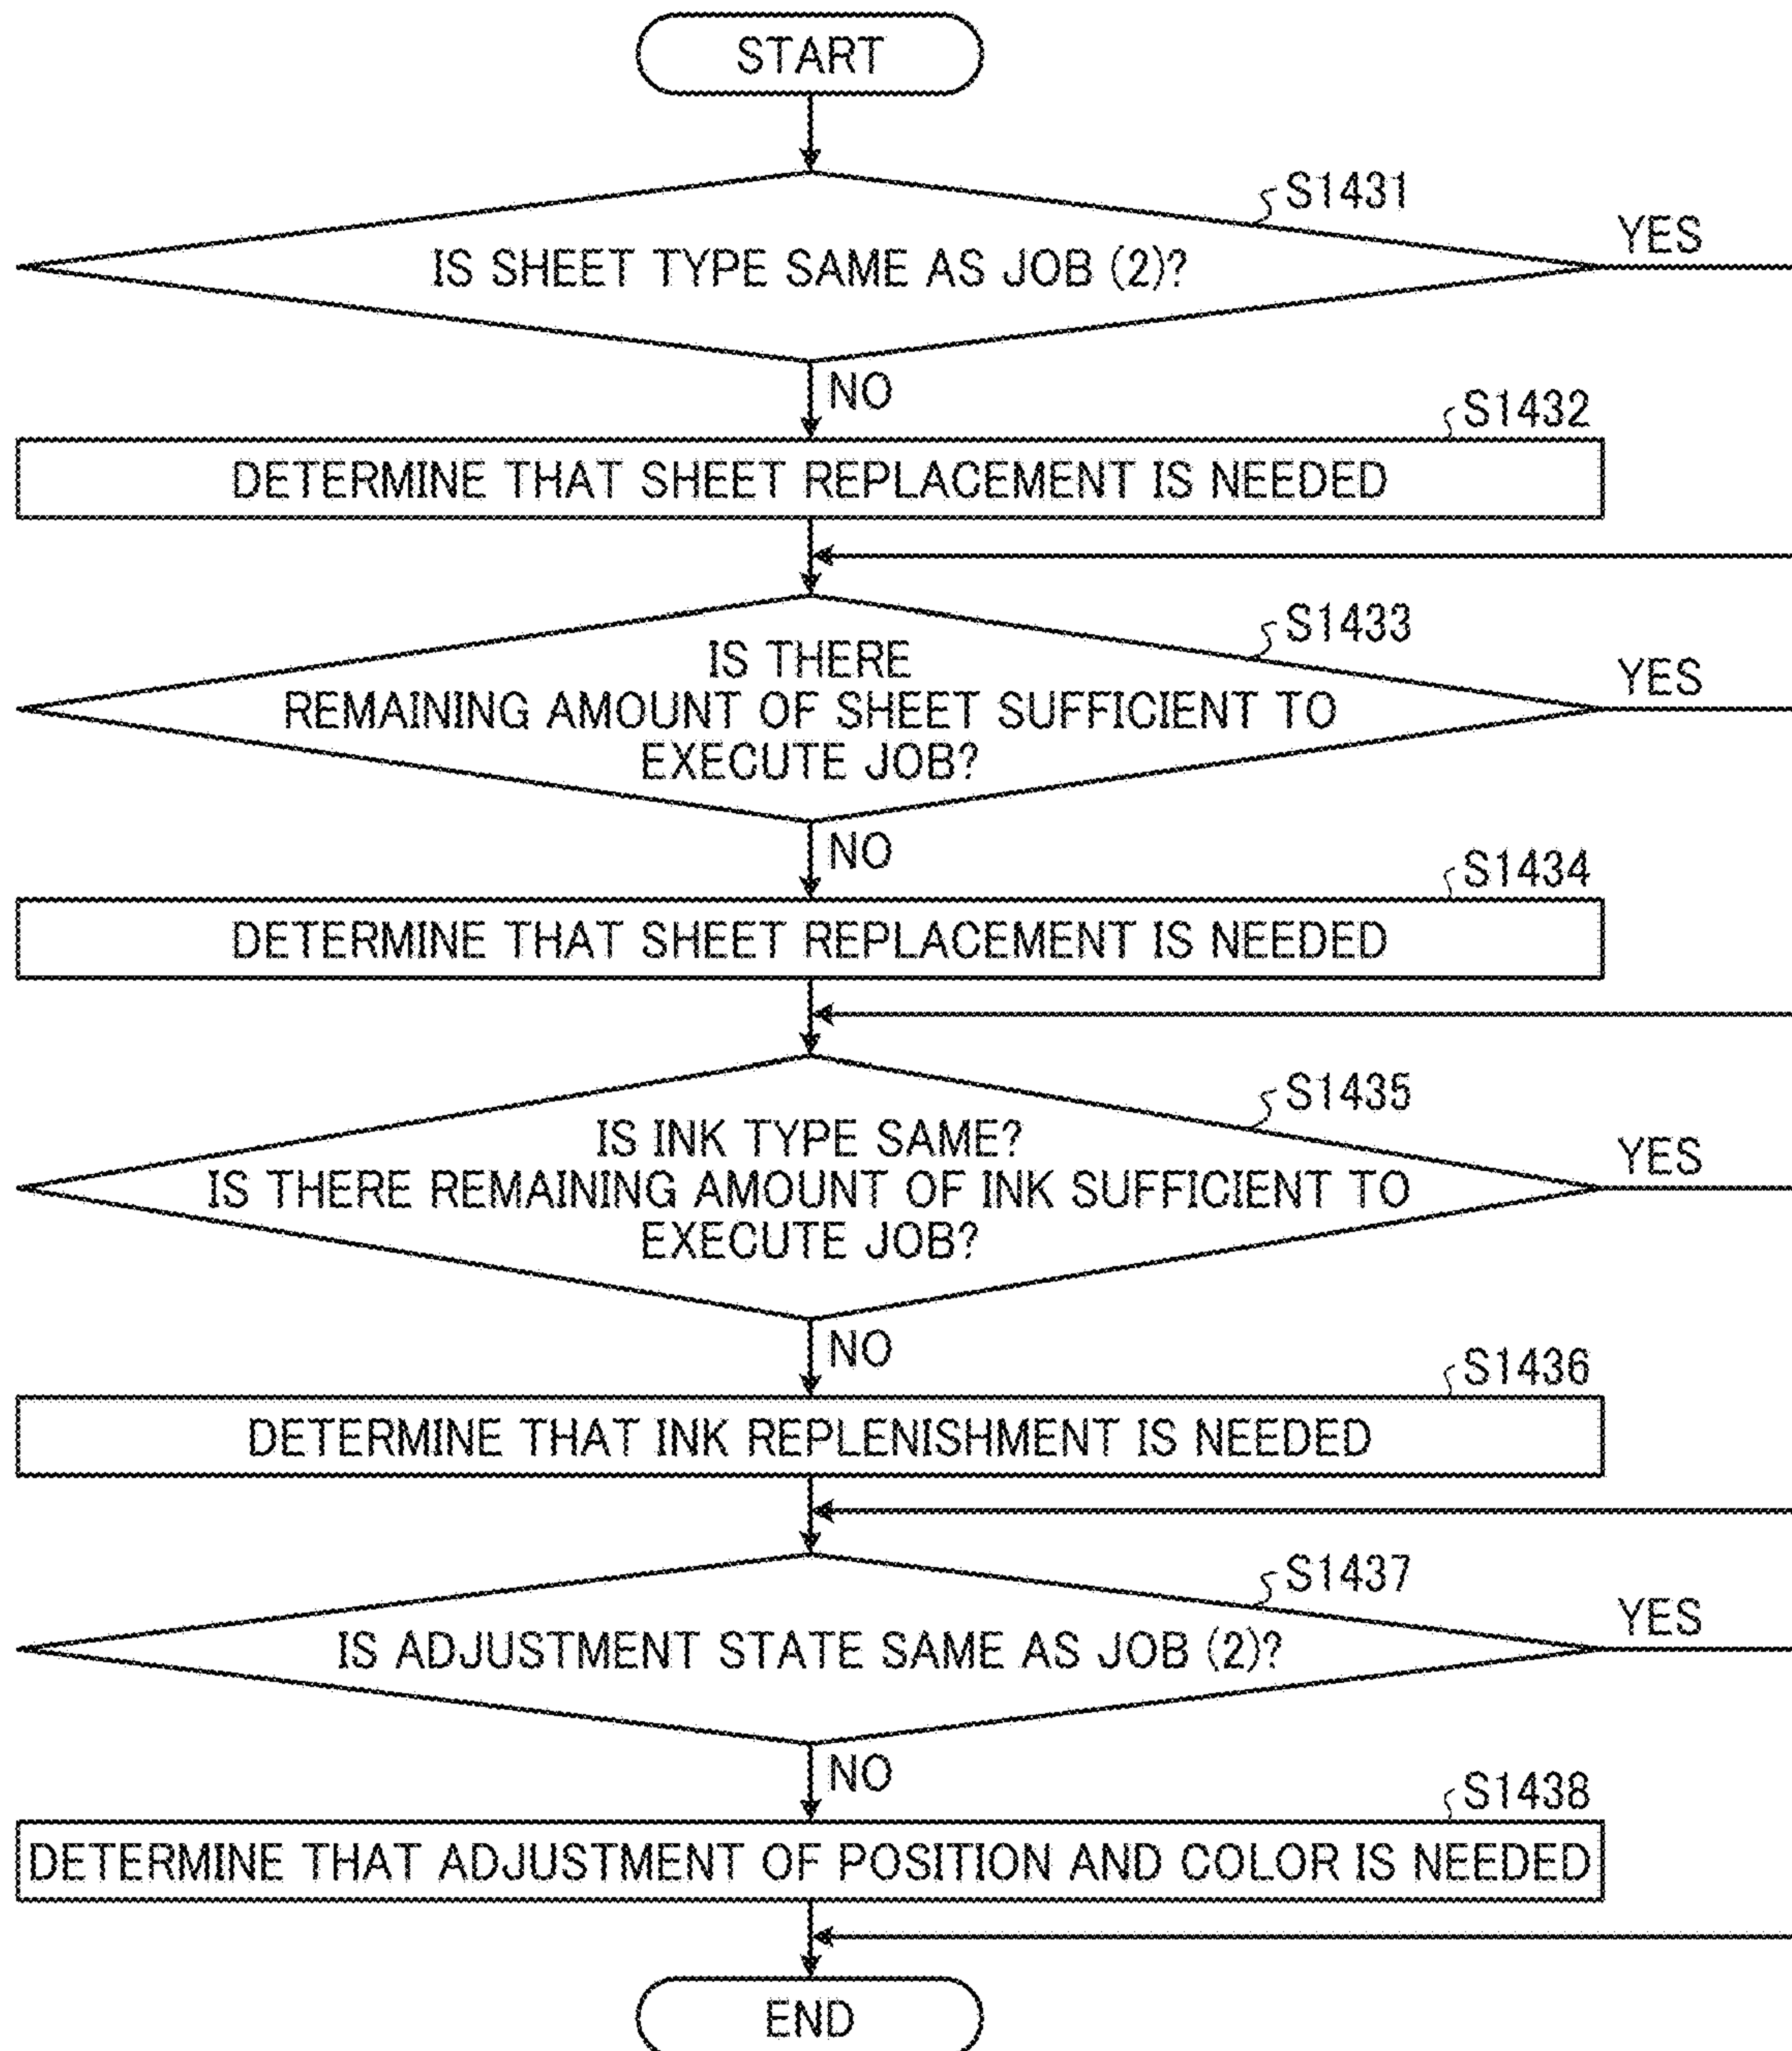 START
S1431
YES
IS SHEET TYPE SAME AS JOB (2)?
NO
S1432
DETERMINE THAT SHEET REPLACEMENT IS NEEDED
S1433
YES
IS THERE
REMAINING AMOUNT OF SHEET SUFFICIENT TO
EXECUTE JOB?
NO
S1434
DETERMINE THAT SHEET REPLACEMENT IS NEEDED
S1435
YES
IS INK TYPE SAME?
IS THERE REMAINING AMOUNT OF INK SUFFICIENT TO
EXECUTE JOB?
NO
S1436
DETERMINE THAT INK REPLENISHMENT IS NEEDED
S1437
YES
IS ADJUSTMENT STATE SAME AS JOB (2)?
NO
S1438
DETERMINE THAT ADJUSTMENT OF POSITION AND COLOR IS NEEDED
END